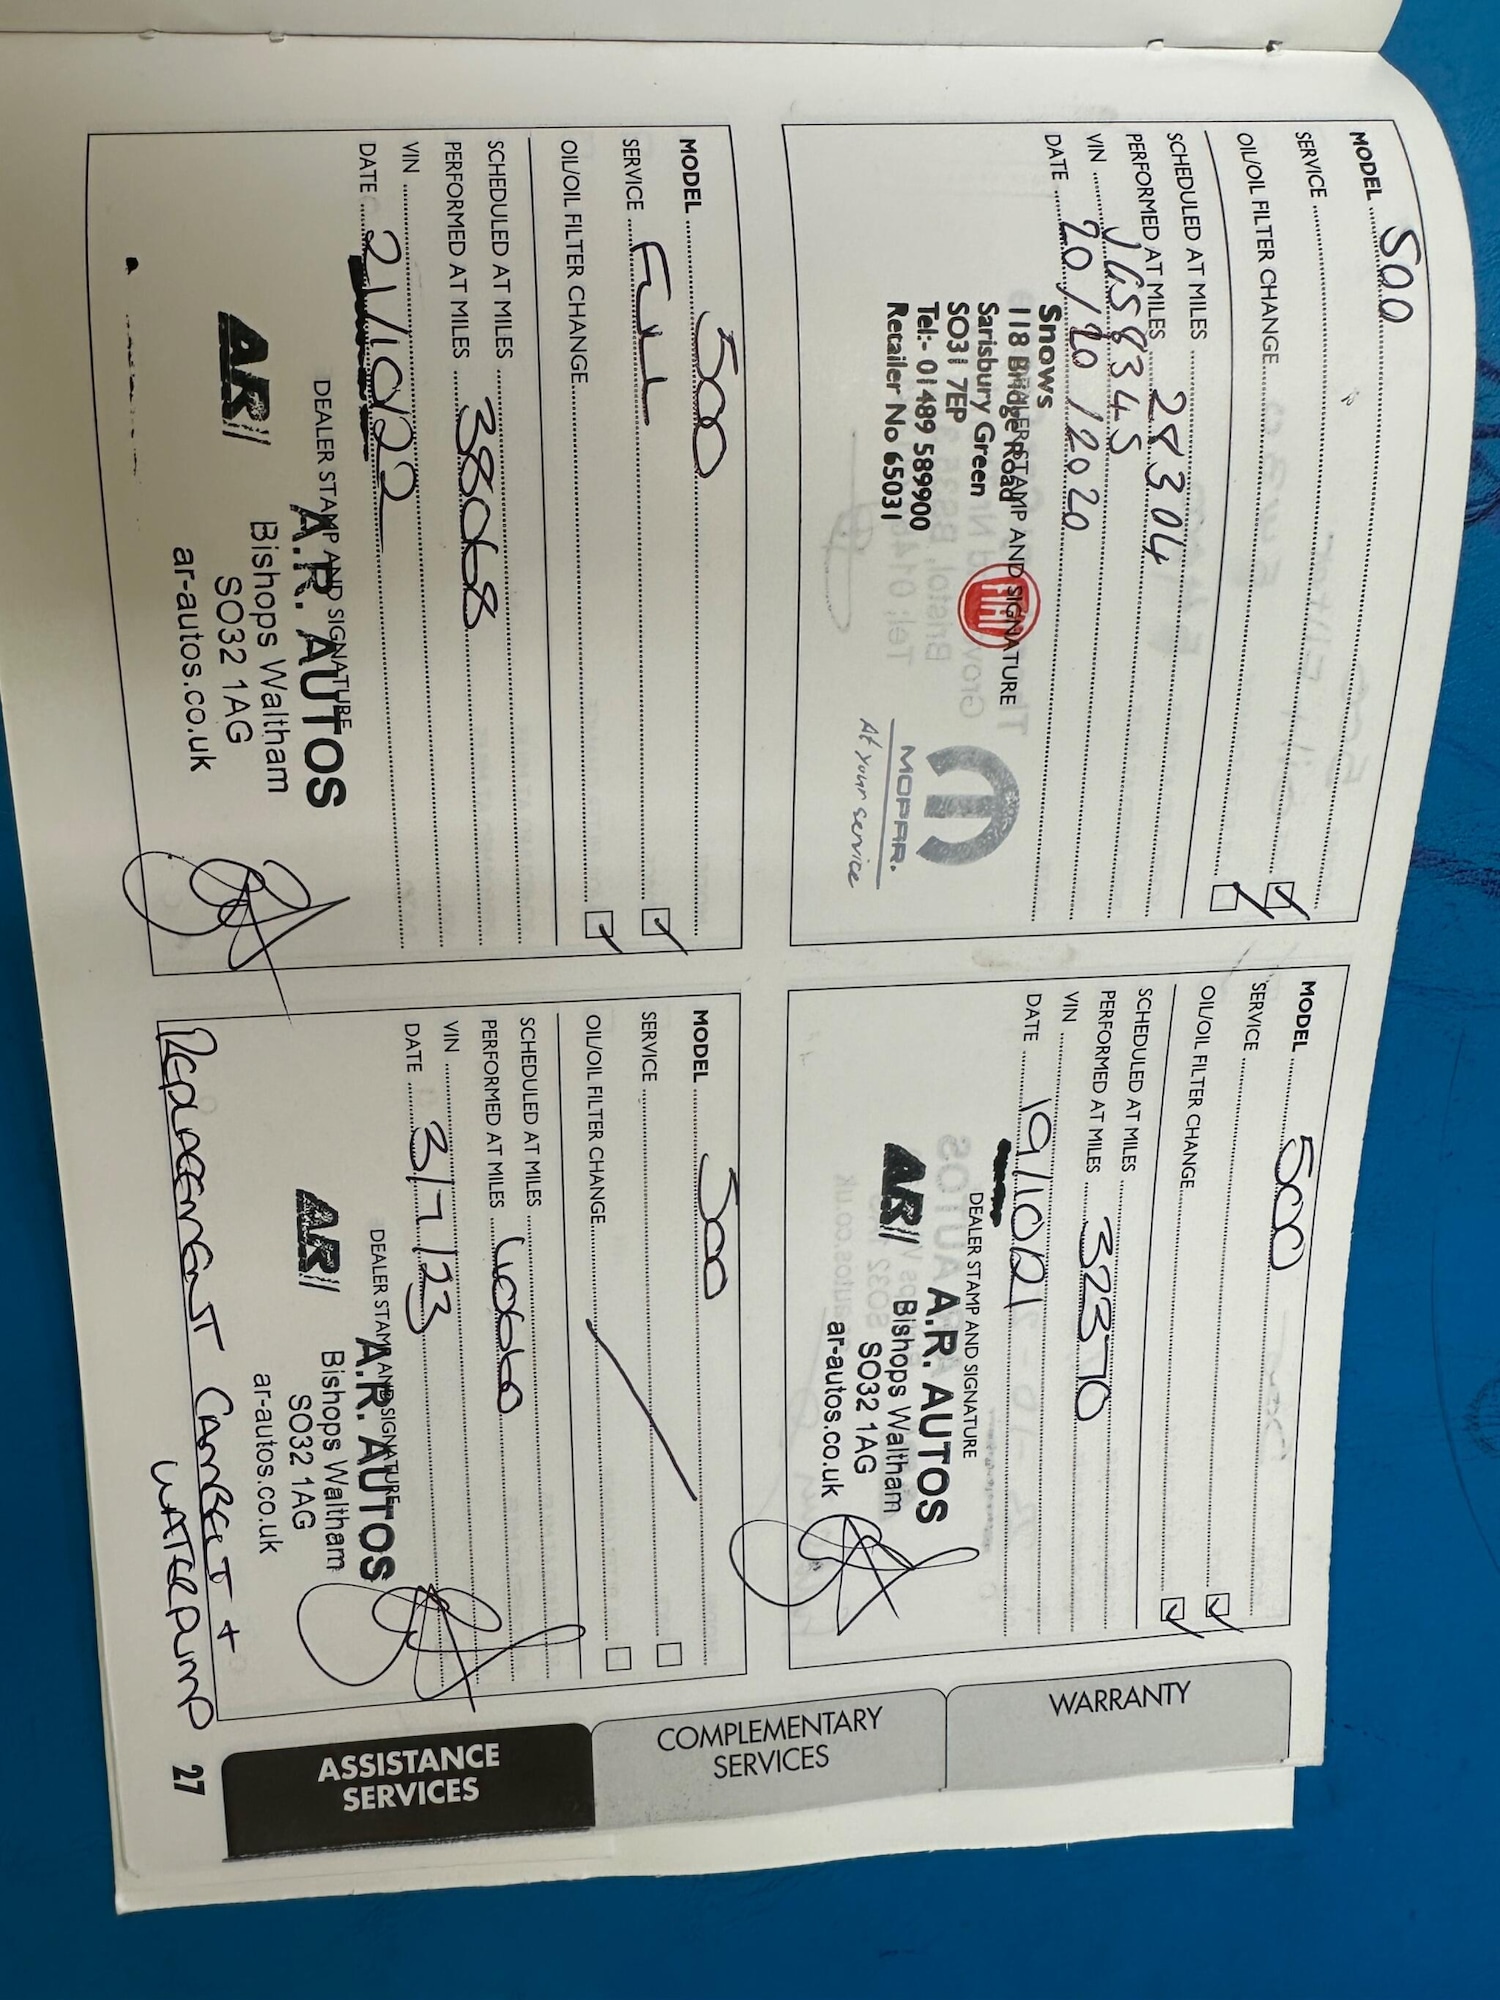 MODEL 500
SERVICE
OIL/OIL FILTER CHANGE
SCHEDULED AT MILES
PERFORMED AT MILES 28304
VIN JG58345
DATE 20/10/2020
DEALER STAMP AND SIGNATURE
Snows
118 Bridge Road
Sarisbury Green
SO31 7EP
Tel:- 01489 589900
Retailer No 65031
FIAT
MOPAR.
At your service
MODEL 500
SERVICE
OIL/OIL FILTER CHANGE
SCHEDULED AT MILES
PERFORMED AT MILES 32370
VIN
DATE 19/10/21
DEALER STAMP AND SIGNATURE
AR
A.R. AUTOS
Bishops Waltham
SO32 1AG
ar-autos.co.uk
MODEL 500
SERVICE Full
OIL/OIL FILTER CHANGE
SCHEDULED AT MILES
PERFORMED AT MILES 38068
VIN
DATE 21/10/22
DEALER STAMP AND SIGNATURE
AR
A.R. AUTOS
Bishops Waltham
SO32 1AG
ar-autos.co.uk
MODEL 500
SERVICE
OIL/OIL FILTER CHANGE
SCHEDULED AT MILES
PERFORMED AT MILES
VIN
DATE 3/7/23
DEALER STAMP AND SIGNATURE
AR
A.R. AUTOS
Bishops Waltham
SO32 1AG
ar-autos.co.uk
Replacement CAMBELT +
WATERPUMP
WARRANTY
COMPLEMENTARY
SERVICES
ASSISTANCE
SERVICES
27